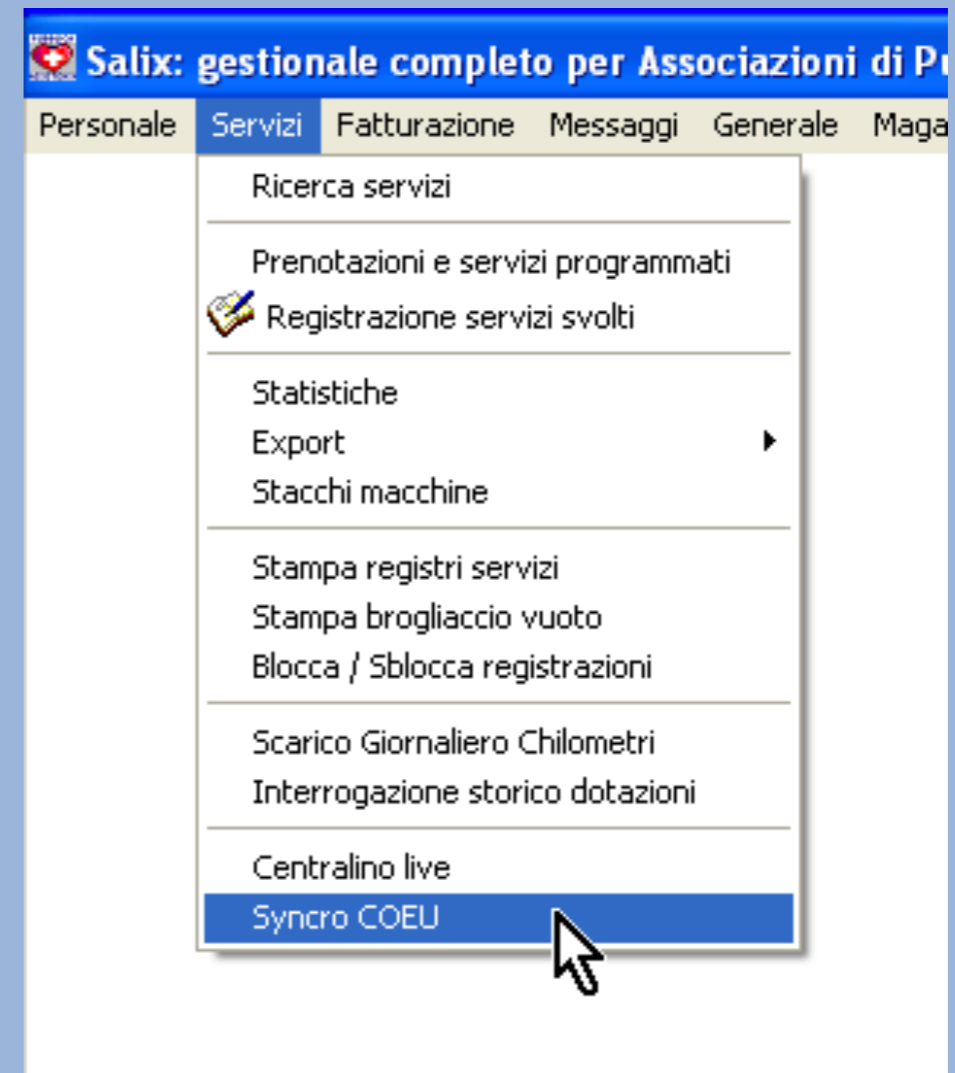 Salix: gestionale completo per Associazioni di
Personale Servizi Fatturazione Messaggi Generale
Ricerca servizi
Prenotazioni e servizi programmati
Registrazione servizi svolti
Statistiche
Export
Stacchi macchine
Stampa registri servizi
Stampa brogliaccio vuoto
Blocca / Sblocca registrazioni
Scarico Giornaliero Chilometri
Interrogazione storico dotazioni
Centralino live
Syncro COEU